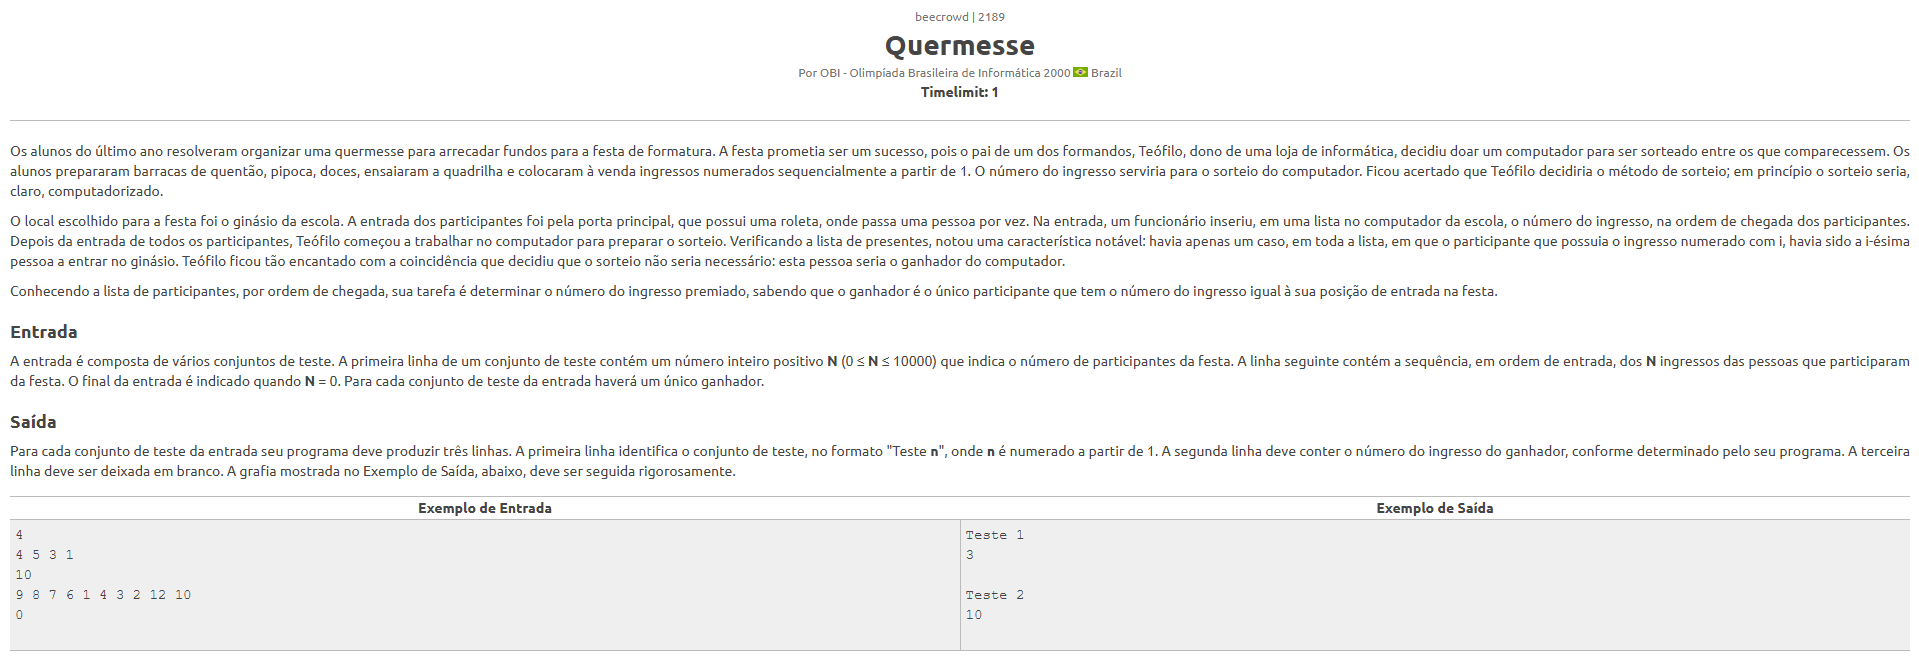 beecrowd | 2189
Quermesse
Por OBI - Olimpíada Brasileira de Informática 2000 Brazil
Timelimit: 1
Os alunos do último ano resolveram organizar uma quermesse para arrecadar fundos para a festa de formatura. A festa prometia ser um sucesso, pois o pai de um dos formandos, Teófilo, dono de uma loja de informática, decidiu doar um computador para ser sorteado entre os que comparecessem. Os
alunos prepararam barracas de quentão, pipoca, doces, ensaiaram a quadrilha e colocaram à venda ingressos numerados sequencialmente a partir de 1. O número do ingresso serviria para o sorteio do computador. Ficou acertado que Teófilo decidiria o método de sorteio; em princípio o sorteio seria,
claro, computadorizado.
O local escolhido para a festa foi o ginásio da escola. A entrada dos participantes foi pela porta principal, que possui uma roleta, onde passa uma pessoa por vez. Na entrada, um funcionário inseriu, em uma lista no computador da escola, o número do ingresso, na ordem de chegada dos participantes.
Depois da entrada de todos os participantes, Teófilo começou a trabalhar no computador para preparar o sorteio. Verificando a lista de presentes, notou uma característica notável: havia apenas um caso, em toda a lista, em que o participante que possuia o ingresso numerado com i, havia sido a i-ésima
pessoa a entrar no ginásio. Teófilo ficou tão encantado com a coincidência que decidiu que o sorteio não seria necessário: esta pessoa seria o ganhador do computador.
Conhecendo a lista de participantes, por ordem de chegada, sua tarefa é determinar o número do ingresso premiado, sabendo que o ganhador é o único participante que tem o número do ingresso igual à sua posição de entrada na festa.
Entrada
A entrada é composta de vários conjuntos de teste. A primeira linha de um conjunto de teste contém um número inteiro positivo N (0 ≤ N ≤ 10000) que indica o número de participantes da festa. A linha seguinte contém a sequência, em ordem de entrada, dos N ingressos das pessoas que participaram
da festa. O final da entrada é indicado quando N = 0. Para cada conjunto de teste da entrada haverá um único ganhador.
Saída
Para cada conjunto de teste da entrada seu programa deve produzir três linhas. A primeira linha identifica o conjunto de teste, no formato "Teste n", onde n é numerado a partir de 1. A segunda linha deve conter o número do ingresso do ganhador, conforme determinado pelo seu programa. A terceira
linha deve ser deixada em branco. A grafia mostrada no Exemplo de Saída, abaixo, deve ser seguida rigorosamente.
Exemplo de Entrada
4
4 5 3 1
10
9 8 7 6 1 4 3 2 12 10
0
Exemplo de Saída
Teste 1
3
Teste 2
10